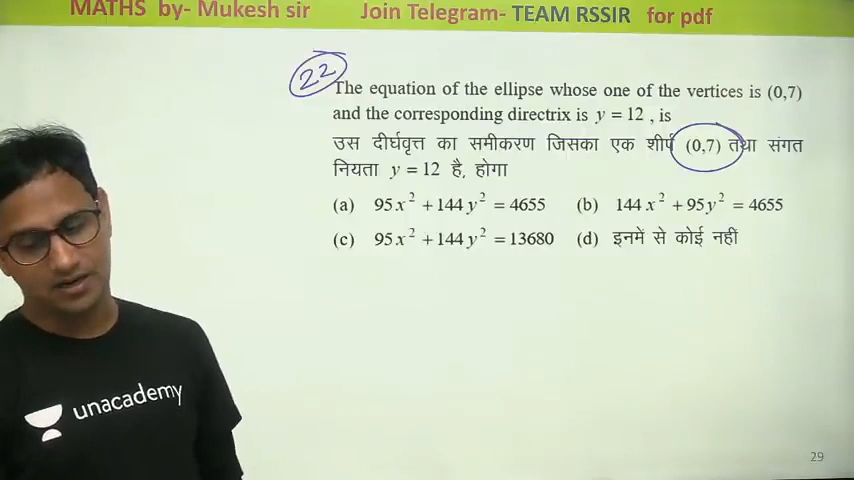 MATHS by- Mukesh sir Join Telegram- TEAM RSSIR for pdf
22
The equation of the ellipse whose one of the vertices is (0,7)
and the corresponding directrix is y = 12 , is
उस दीर्घवृत्त का समीकरण जिसका एक शीर्ष (0,7) तथा संगत
नियता y = 12 है, होगा
(a) 95x² + 144y² = 4655 (b) 144x² + 95y² = 4655
(c) 95x² + 144y² = 13680 (d) इनमें से कोई नहीं
unacademy
29